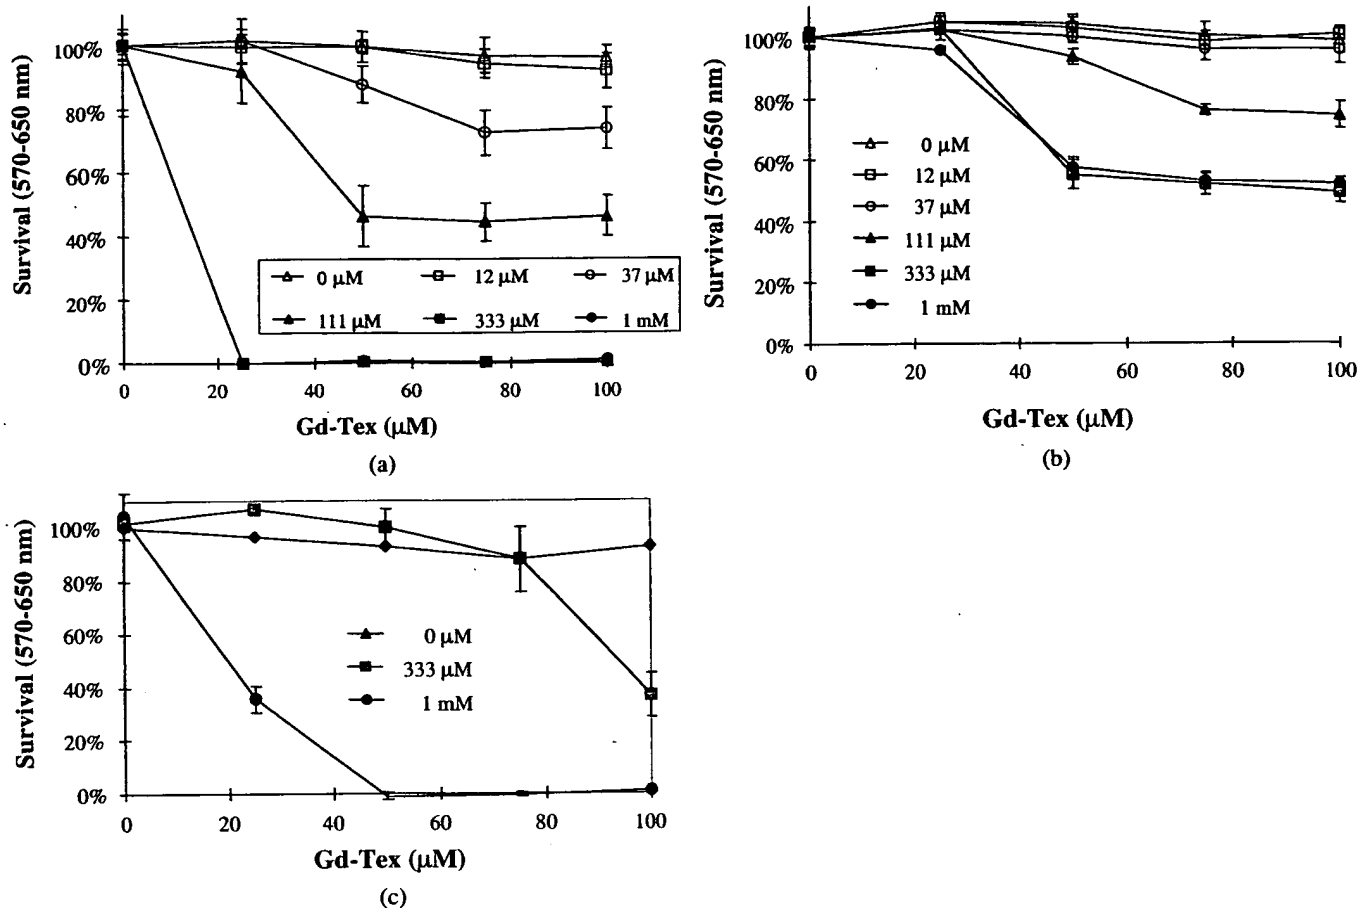 Survival (570-650 nm)
100%
80%
60%
40%
20%
0%
0 μM 12 μM 37 μM
111 μM 333 μM 1 mM
0 20 40 60 80 100
Gd-Tex (μM)
(a)
Survival (570-650 nm)
100%
80%
60%
40%
20%
0%
0 μM
12 μM
37 μM
111 μM
333 μM
1 mM
0 20 40 60 80 100
Gd-Tex (μM)
(b)
Survival (570-650 nm)
100%
80%
60%
40%
20%
0%
0 μM
333 μM
1 mM
0 20 40 60 80 100
Gd-Tex (μM)
(c)